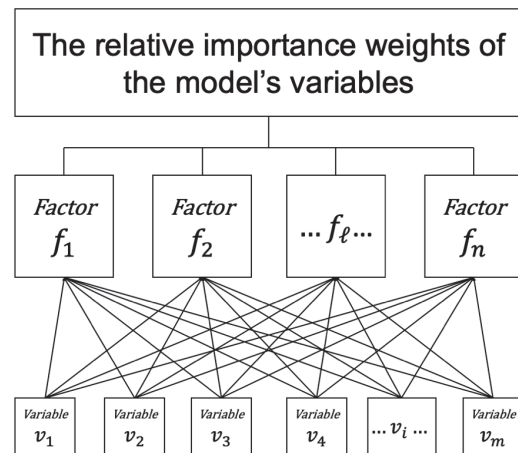 The relative importance weights of
the model's variables
Factor
f₁
Factor
f₂
... f_ℓ ...
Factor
fₙ
Variable
v₁
Variable
v₂
Variable
v₃
Variable
v₄
... vᵢ ...
Variable
vₘ